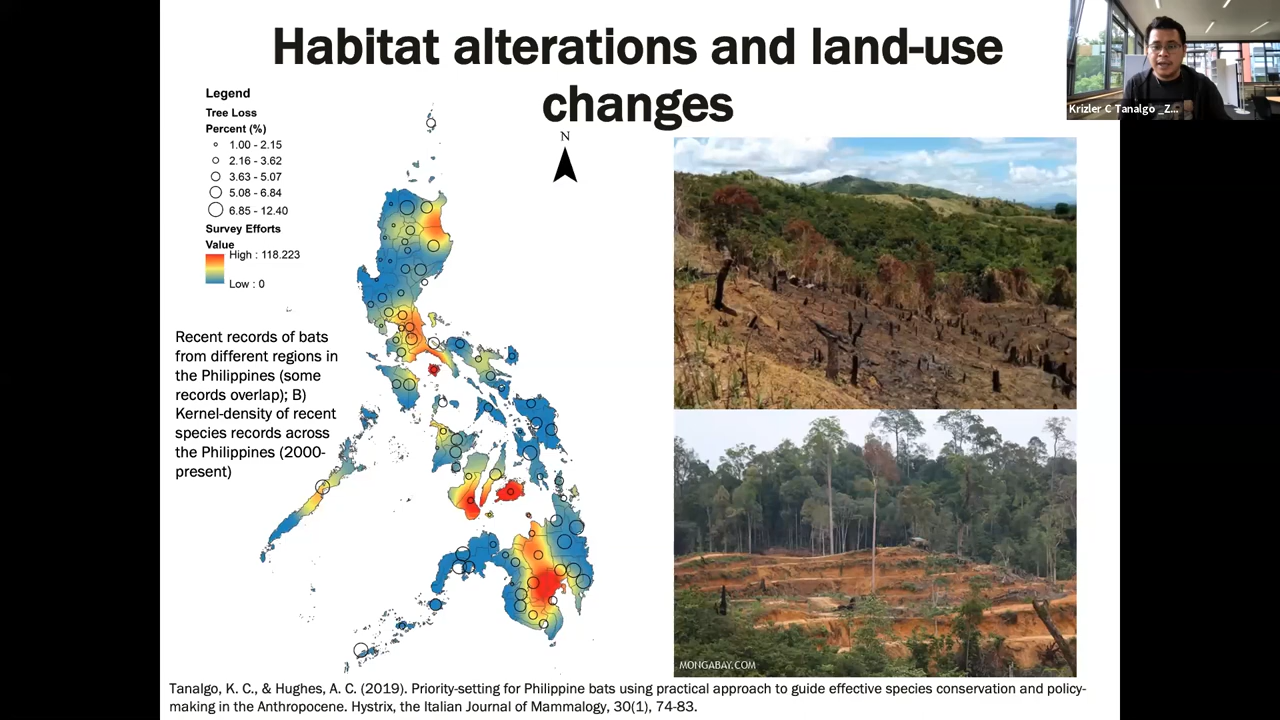 Habitat alterations and land-use
changes
Krizler C Tanalgo _Z...
Legend
Tree Loss
Percent (%)
1.00 - 2.15
2.16 - 3.62
3.63 - 5.07
5.08 - 6.84
6.85 - 12.40
Survey Efforts
Value
High : 118.223
Low : 0
N
Recent records of bats
from different regions in
the Philippines (some
records overlap); B)
Kernel-density of recent
species records across
the Philippines (2000-
present)
MONGABAY.COM
Tanalgo, K. C., & Hughes, A. C. (2019). Priority-setting for Philippine bats using practical approach to guide effective species conservation and policy-
making in the Anthropocene. Hystrix, the Italian Journal of Mammalogy, 30(1), 74-83.